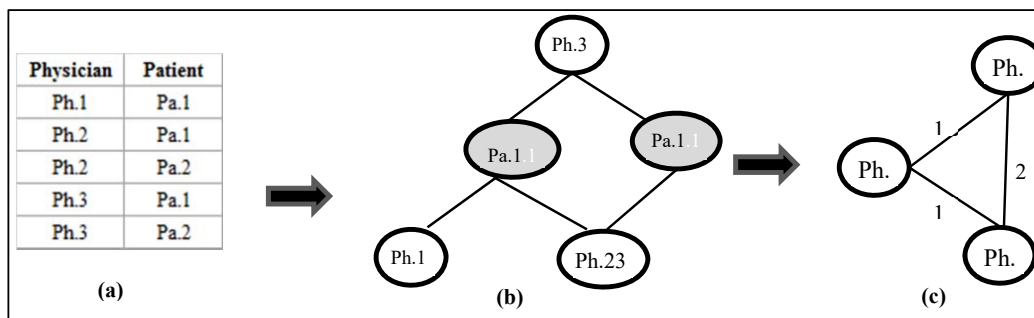 Physician Patient
Ph.1 Pa.1
Ph.2 Pa.1
Ph.2 Pa.2
Ph.3 Pa.1
Ph.3 Pa.2
(a)
Ph.3
Pa.1.1
Pa.1.1
Ph.1
Ph.23
(b)
Ph.
1
Ph.
2
1
Ph.
(c)